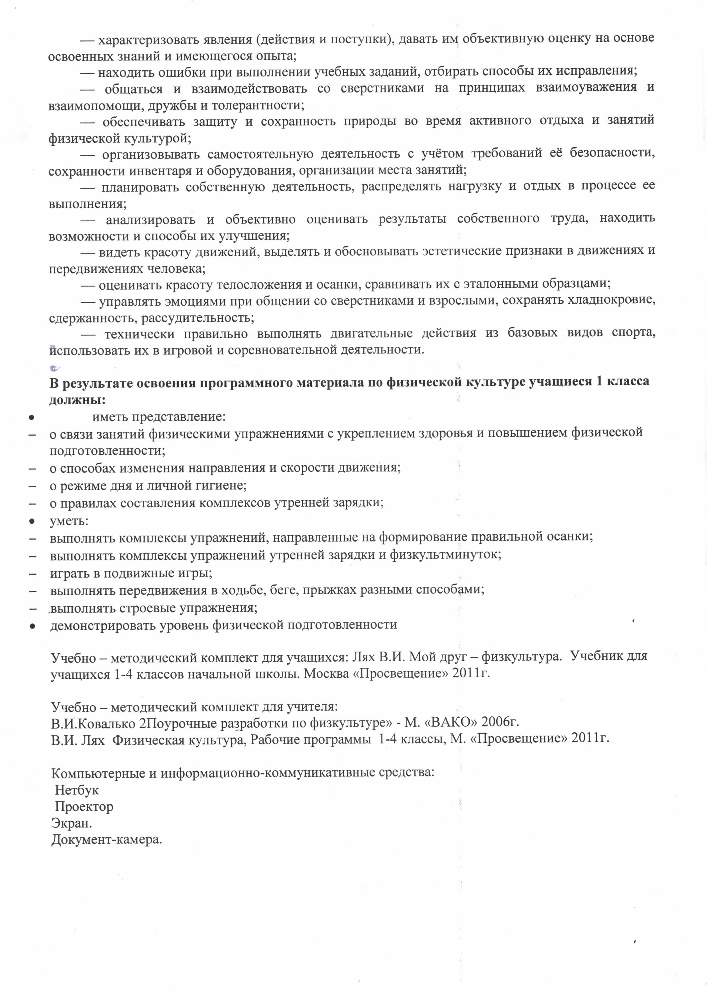 — характеризовать явления (действия и поступки), давать им объективную оценку на основе
освоенных знаний и имеющегося опыта;
— находить ошибки при выполнении учебных заданий, отбирать способы их исправления;
— общаться и взаимодействовать со сверстниками на принципах взаимоуважения и
взаимопомощи, дружбы и толерантности;
— обеспечивать защиту и сохранность природы во время активного отдыха и занятий
физической культурой;
— организовывать самостоятельную деятельность с учётом требований её безопасности,
сохранности инвентаря и оборудования, организации места занятий;
— планировать собственную деятельность, распределять нагрузку и отдых в процессе ее
выполнения;
— анализировать и объективно оценивать результаты собственного труда, находить
возможности и способы их улучшения;
— видеть красоту движений, выделять и обосновывать эстетические признаки в движениях и
передвижениях человека;
— оценивать красоту телосложения и осанки, сравнивать их с эталонными образцами;
— управлять эмоциями при общении со сверстниками и взрослыми, сохранять хладнокровие,
сдержанность, рассудительность;
— технически правильно выполнять двигательные действия из базовых видов спорта,
использовать их в игровой и соревновательной деятельности.
В результате освоения программного материала по физической культуре учащиеся 1 класса
должны:
• иметь представление:
– о связи занятий физическими упражнениями с укреплением здоровья и повышением физической
подготовленности;
– о способах изменения направления и скорости движения;
– о режиме дня и личной гигиене;
– о правилах составления комплексов утренней зарядки;
• уметь:
– выполнять комплексы упражнений, направленные на формирование правильной осанки;
– выполнять комплексы упражнений утренней зарядки и физкультминуток;
– играть в подвижные игры;
– выполнять передвижения в ходьбе, беге, прыжках разными способами;
– выполнять строевые упражнения;
• демонстрировать уровень физической подготовленности
Учебно – методический комплект для учащихся: Лях В.И. Мой друг – физкультура. Учебник для
учащихся 1-4 классов начальной школы. Москва «Просвещение» 2011г.
Учебно – методический комплект для учителя:
В.И.Ковалько 2Поурочные разработки по физкультуре» - М. «ВАКО» 2006г.
В.И. Лях Физическая культура, Рабочие программы 1-4 классы, М. «Просвещение» 2011г.
Компьютерные и информационно-коммуникативные средства:
Нетбук
Проектор
Экран.
Документ-камера.